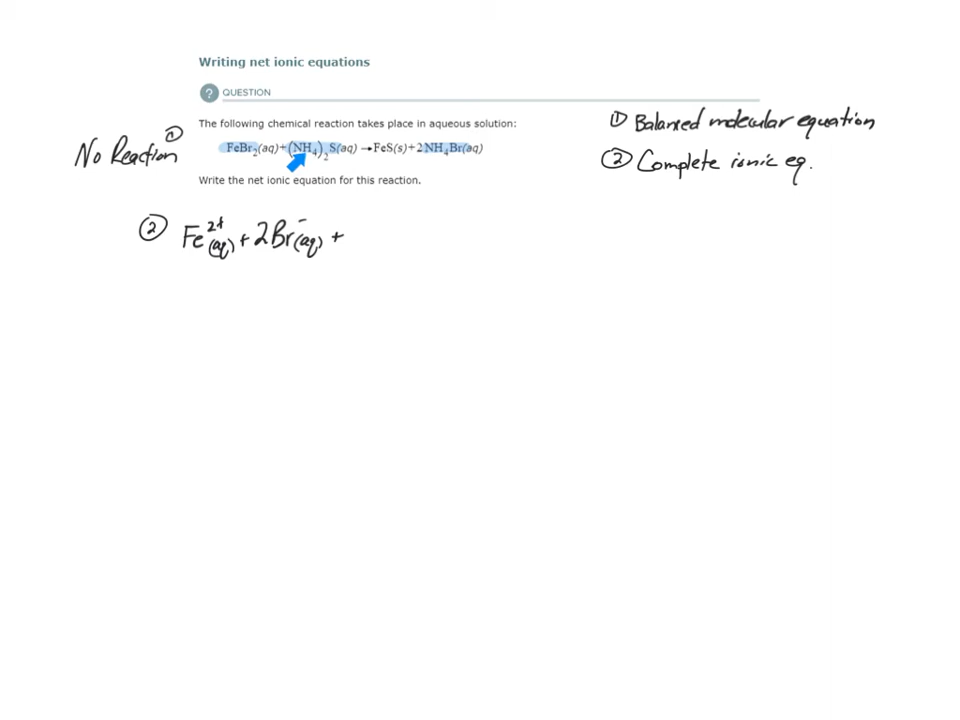 Writing net ionic equations
? QUESTION
The following chemical reaction takes place in aqueous solution:
① Balanced molecular equation
No Reaction ①
FeBr₂(aq)+(NH₄)₂S(aq)→FeS(s)+2NH₄Br(aq)
② Complete ionic eq.
Write the net ionic equation for this reaction.
② Fe²⁺(aq) + 2Br⁻(aq) +